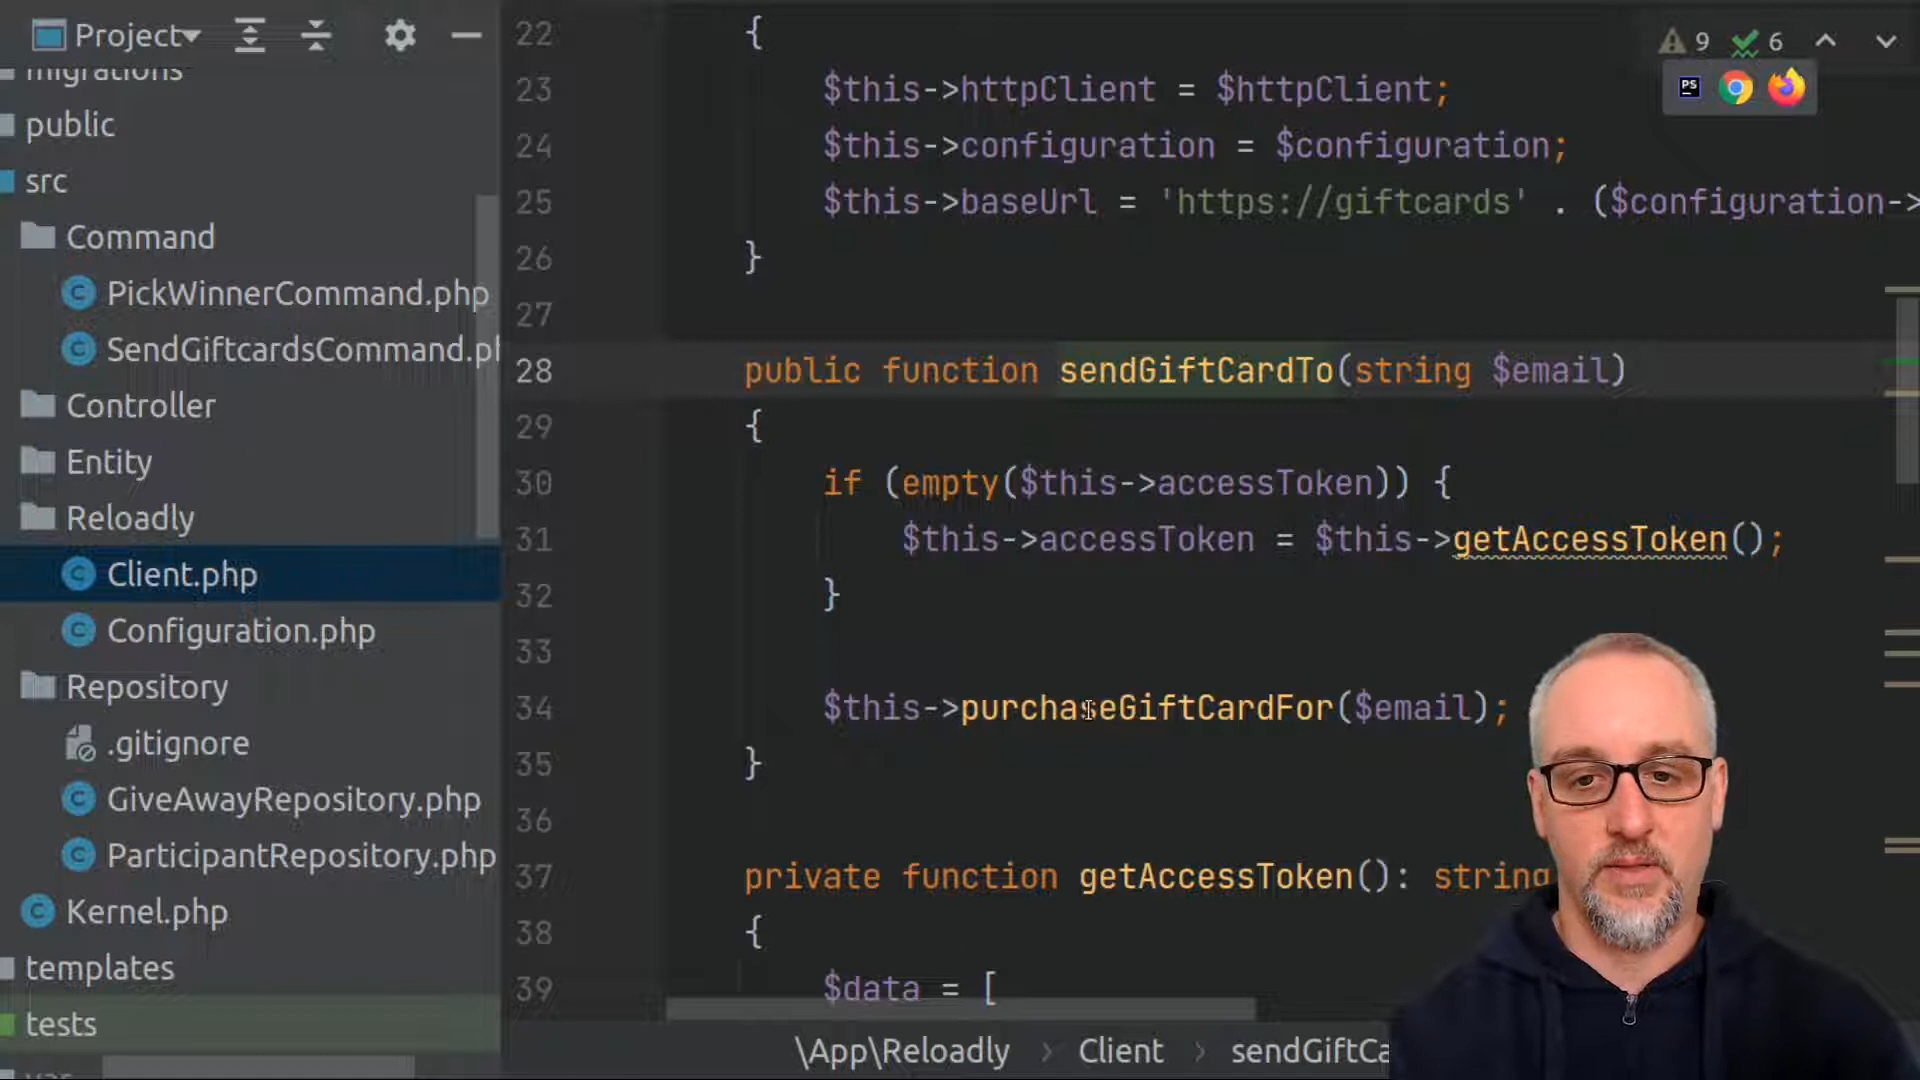 Project
migrations
public
src
Command
PickWinnerCommand.php
SendGiftcardsCommand.p
Controller
Entity
Reloadly
Client.php
Configuration.php
Repository
.gitignore
GiveAwayRepository.php
ParticipantRepository.php
Kernel.php
templates
tests
var
9 6
PS
22 {
23 $this->httpClient = $httpClient;
24 $this->configuration = $configuration;
25 $this->baseUrl = 'https://giftcards' . ($configuration->
26 }
27
28 public function sendGiftCardTo(string $email)
29 {
30 if (empty($this->accessToken)) {
31 $this->accessToken = $this->getAccessToken();
32 }
33
34 $this->purchaseGiftCardFor($email);
35 }
36
37 private function getAccessToken(): string
38 {
39 $data = [
\App\Reloadly > Client > sendGiftCa